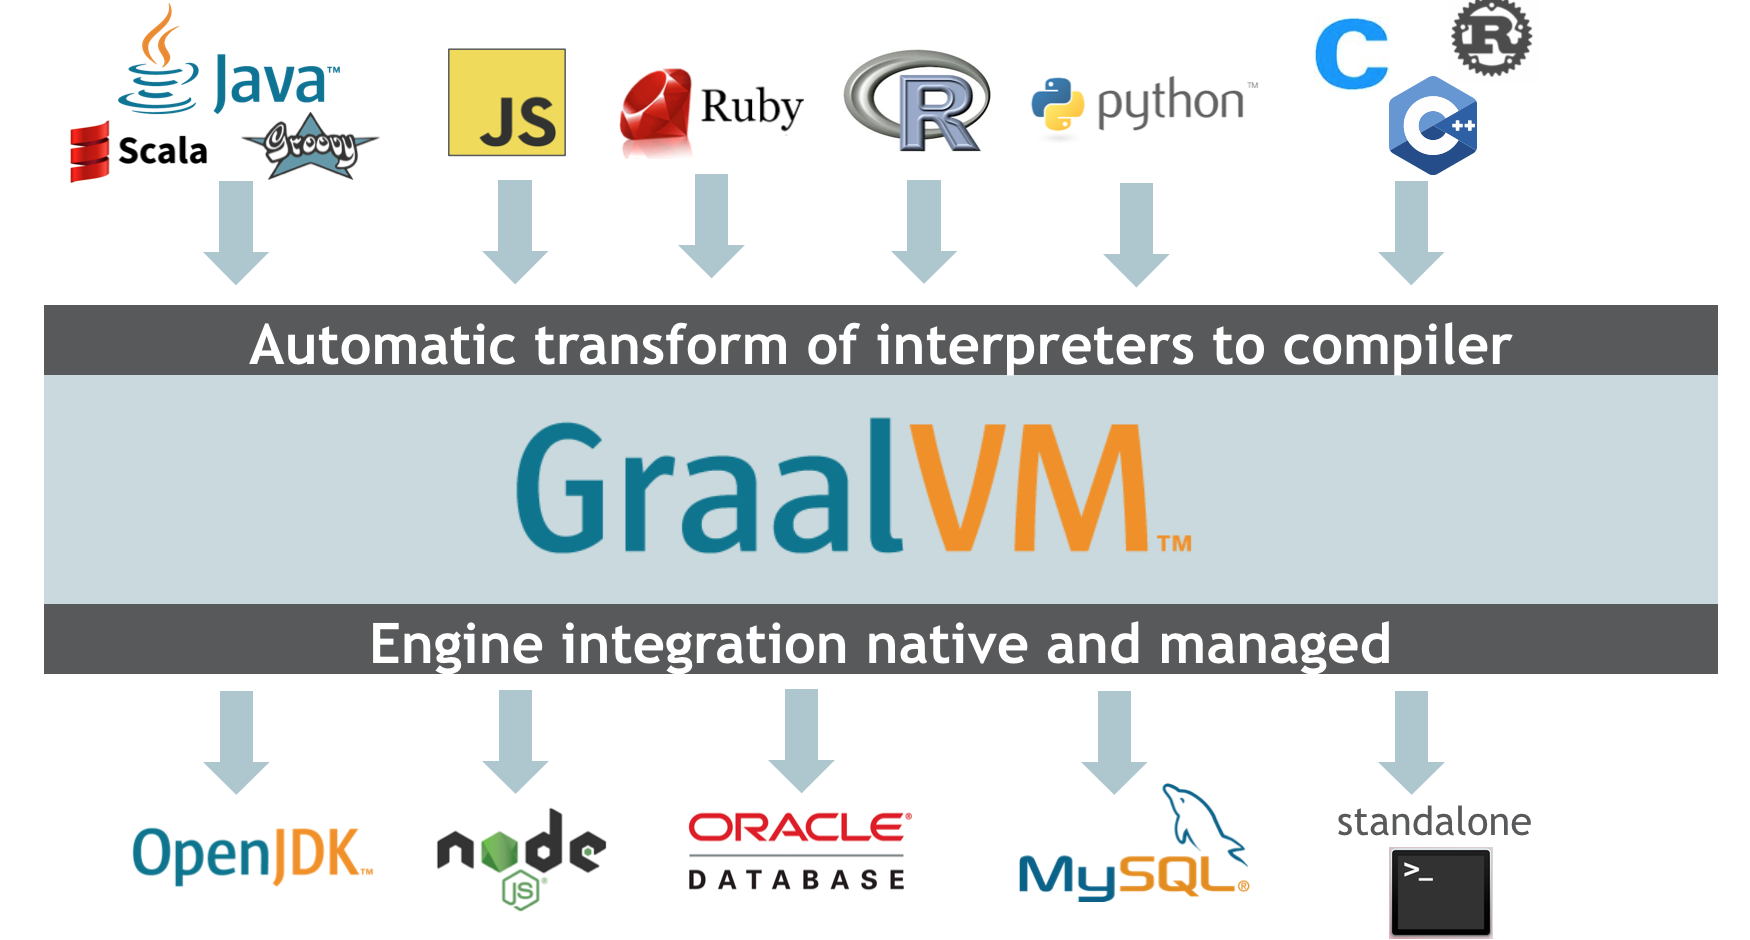 Java™
Scala
Groovy
JS
Ruby
R
python™
C
R
C++
Automatic transform of interpreters to compiler
GraalVM™
Engine integration native and managed
OpenJDK™
node
JS®
ORACLE®
DATABASE
MySQL®
standalone
>_